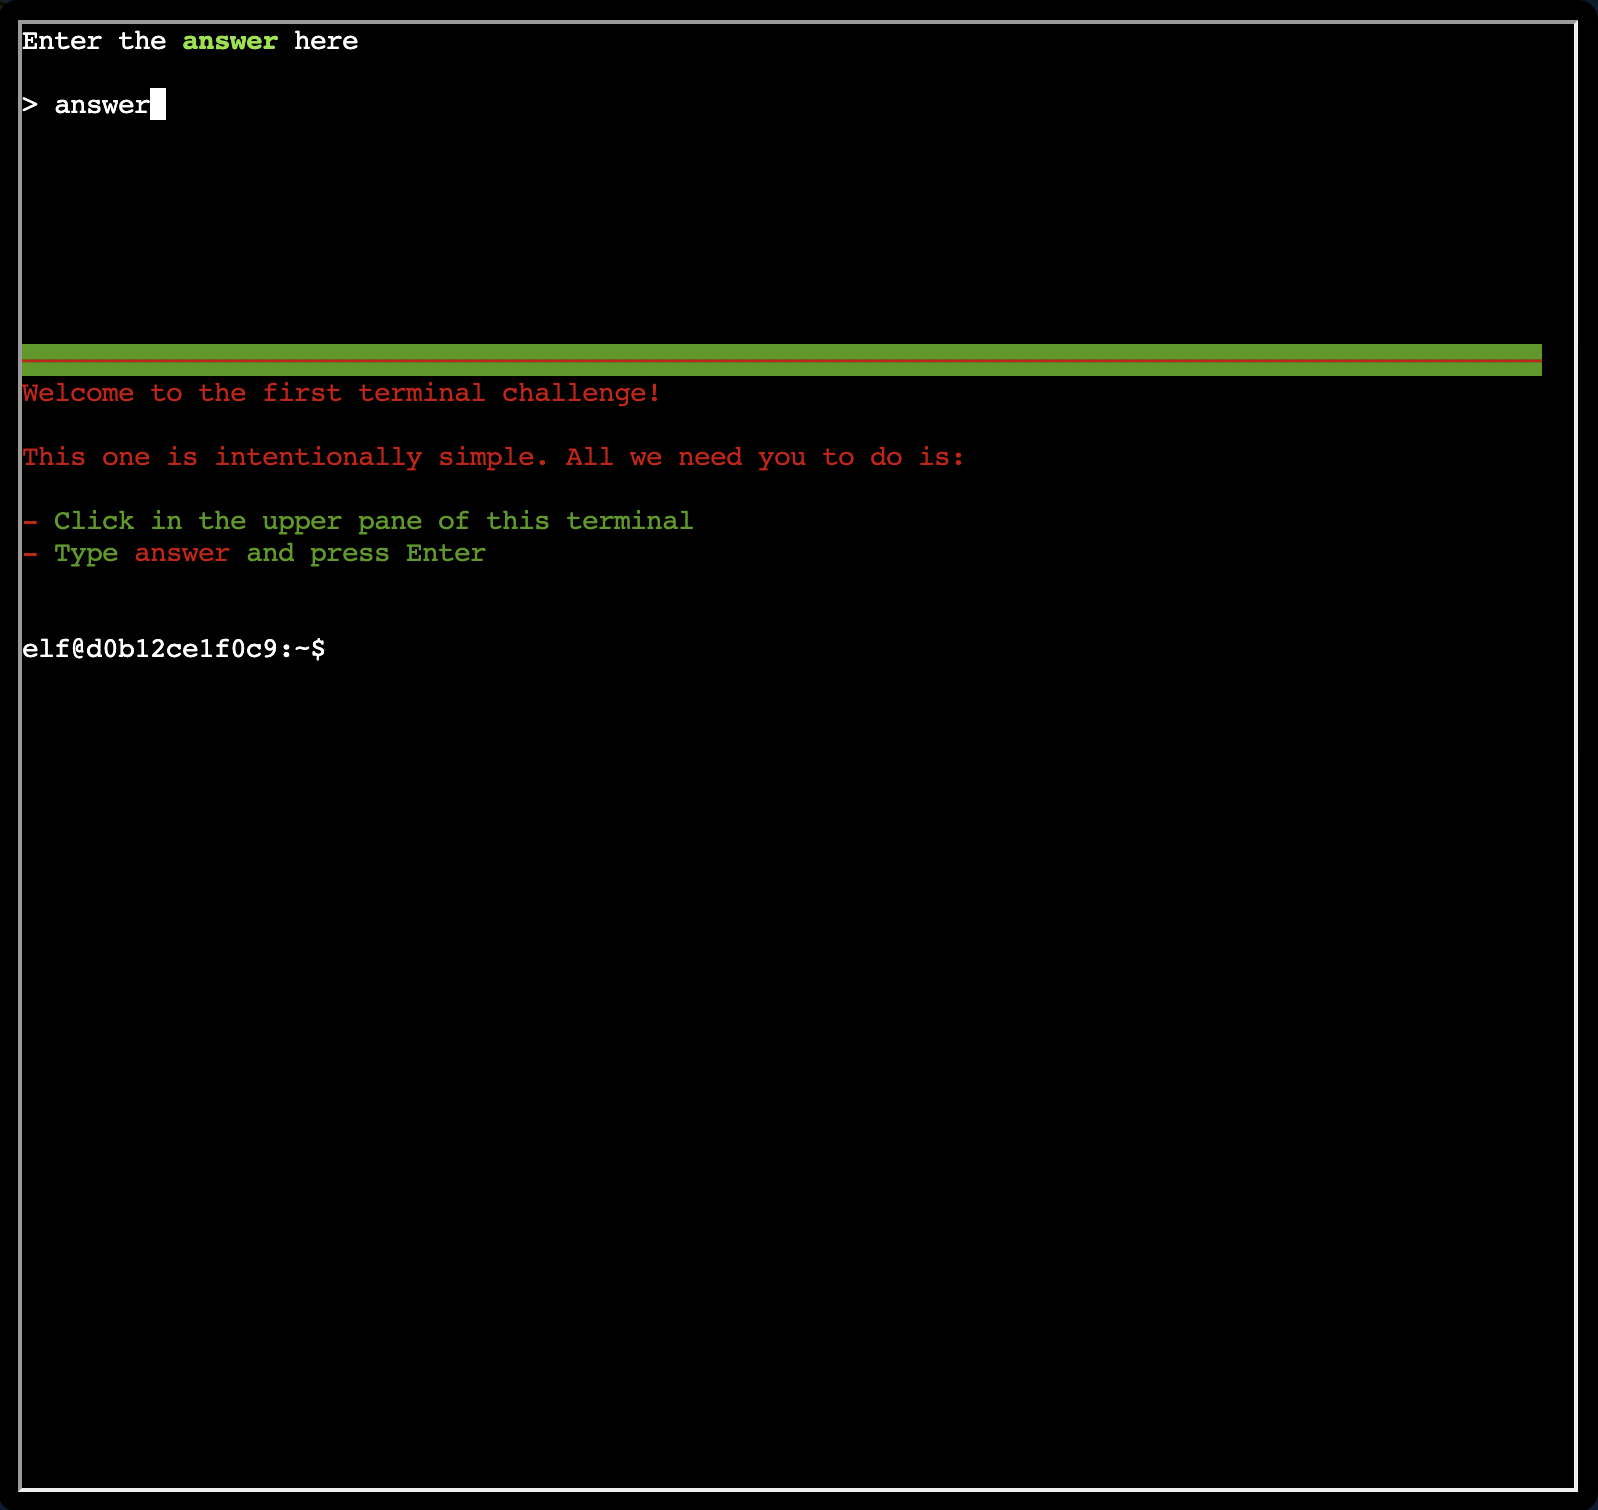 Enter the answer here
> answer
Welcome to the first terminal challenge!
This one is intentionally simple. All we need you to do is:
- Click in the upper pane of this terminal
- Type answer and press Enter
elf@d0b12ce1f0c9:~$